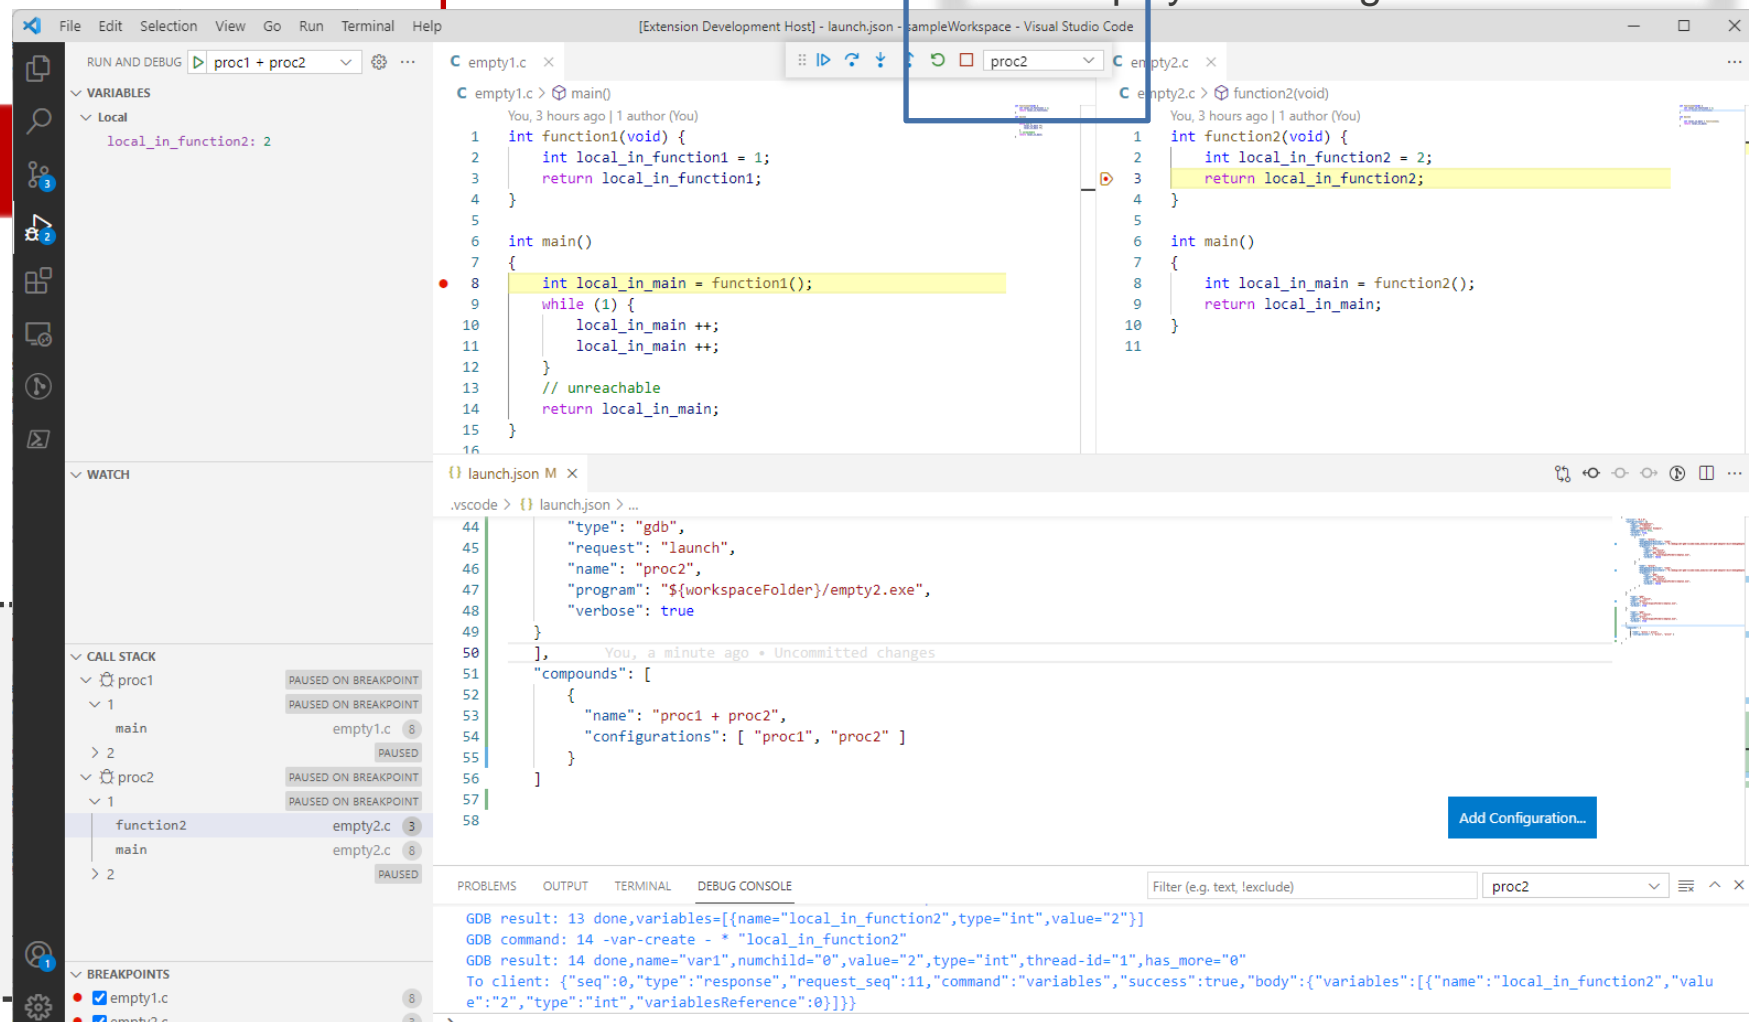 File Edit Selection View Go Run Terminal Help
[Extension Development Host] - launch.json - sampleWorkspace - Visual Studio Code
RUN AND DEBUG proc1 + proc2
VARIABLES
Local
local_in_function2: 2
WATCH
CALL STACK
proc1 PAUSED ON BREAKPOINT
1 PAUSED ON BREAKPOINT
main empty1.c 8
2 PAUSED
proc2 PAUSED ON BREAKPOINT
1 PAUSED ON BREAKPOINT
function2 empty2.c 3
main empty2.c 8
2 PAUSED
BREAKPOINTS
empty1.c 8
empty2.c 3
3
2
1
empty1.c
proc2
empty1.c > main()
You, 3 hours ago | 1 author (You)
1 int function1(void) {
2 int local_in_function1 = 1;
3 return local_in_function1;
4 }
5
6 int main()
7 {
8 int local_in_main = function1();
9 while (1) {
10 local_in_main ++;
11 local_in_main ++;
12 }
13 // unreachable
14 return local_in_main;
15 }
16
empty2.c
empty2.c > function2(void)
You, 3 hours ago | 1 author (You)
1 int function2(void) {
2 int local_in_function2 = 2;
3 return local_in_function2;
4 }
5
6 int main()
7 {
8 int local_in_main = function2();
9 return local_in_main;
10 }
11
{} launch.json M
.vscode > {} launch.json > ...
44 "type": "gdb",
45 "request": "launch",
46 "name": "proc2",
47 "program": "${workspaceFolder}/empty2.exe",
48 "verbose": true
49 }
50 ], You, a minute ago • Uncommitted changes
51 "compounds": [
52 {
53 "name": "proc1 + proc2",
54 "configurations": [ "proc1", "proc2" ]
55 }
56 ]
57
58
Add Configuration...
PROBLEMS OUTPUT TERMINAL DEBUG CONSOLE
Filter (e.g. text, !exclude)
proc2
GDB result: 13 done,variables=[{name="local_in_function2",type="int",value="2"}]
GDB command: 14 -var-create - * "local_in_function2"
GDB result: 14 done,name="var1",numchild="0",value="2",type="int",thread-id="1",has_more="0"
To client: {"seq":0,"type":"response","request_seq":11,"command":"variables","success":true,"body":{"variables":[{"name":"local_in_function2","valu
e":"2","type":"int","variablesReference":0}]}}